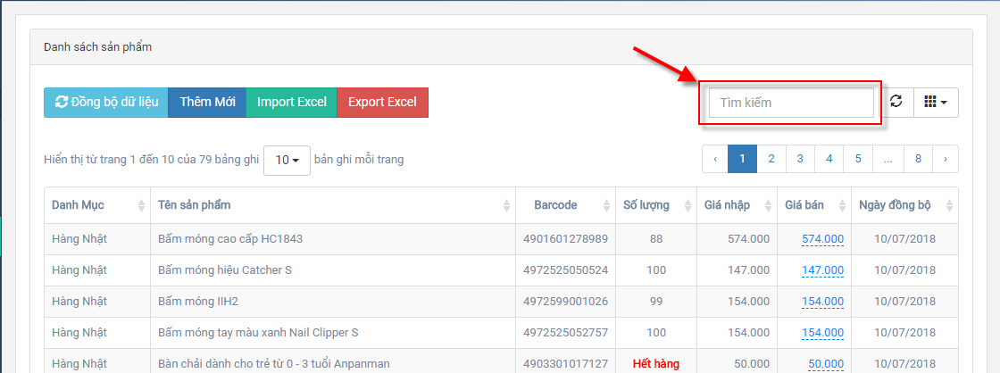 Danh sách sản phẩm
Đồng bộ dữ liệu Thêm Mới Import Excel Export Excel Tìm kiếm
Hiển thị từ trang 1 đến 10 của 79 bảng ghi 10 bản ghi mỗi trang ‹ 1 2 3 4 5 ... 8 ›
Danh Mục Tên sản phẩm Barcode Số lượng Giá nhập Giá bán Ngày đồng bộ
Hàng Nhật Bấm móng cao cấp HC1843 4901601278989 88 574.000 574.000 10/07/2018
Hàng Nhật Bấm móng hiệu Catcher S 4972525050524 100 147.000 147.000 10/07/2018
Hàng Nhật Bấm móng IIH2 4972599001026 99 154.000 154.000 10/07/2018
Hàng Nhật Bấm móng tay màu xanh Nail Clipper S 4972525052757 100 154.000 154.000 10/07/2018
Hàng Nhật Bàn chải dành cho trẻ từ 0 - 3 tuổi Anpanman 4903301017127 Hết hàng 50.000 50.000 10/07/2018